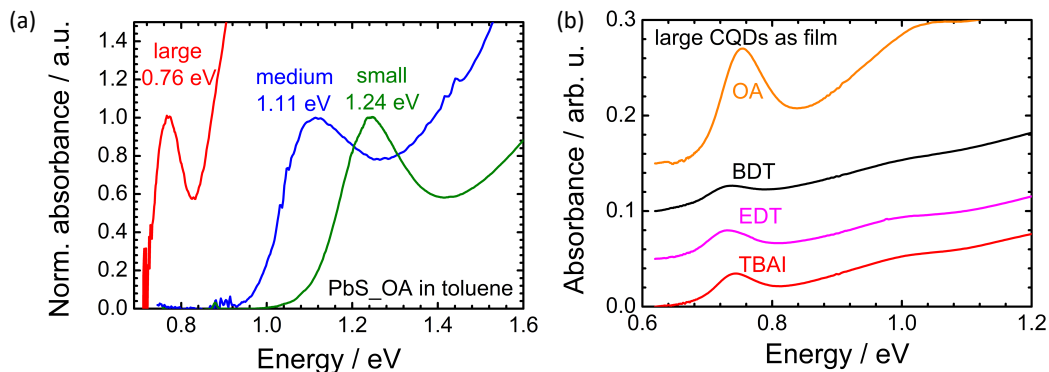 (a)
1.4
1.2
1.0
0.8
0.6
0.4
0.2
0.0
Norm. absorbance / a.u.
large
0.76 eV
medium
1.11 eV
small
1.24 eV
PbS_OA in toluene
0.8 1.0 1.2 1.4 1.6
Energy / eV
(b)
0.3
0.2
0.1
0.0
Absorbance / arb. u.
large CQDs as film
OA
BDT
EDT
TBAI
0.6 0.8 1.0 1.2
Energy / eV